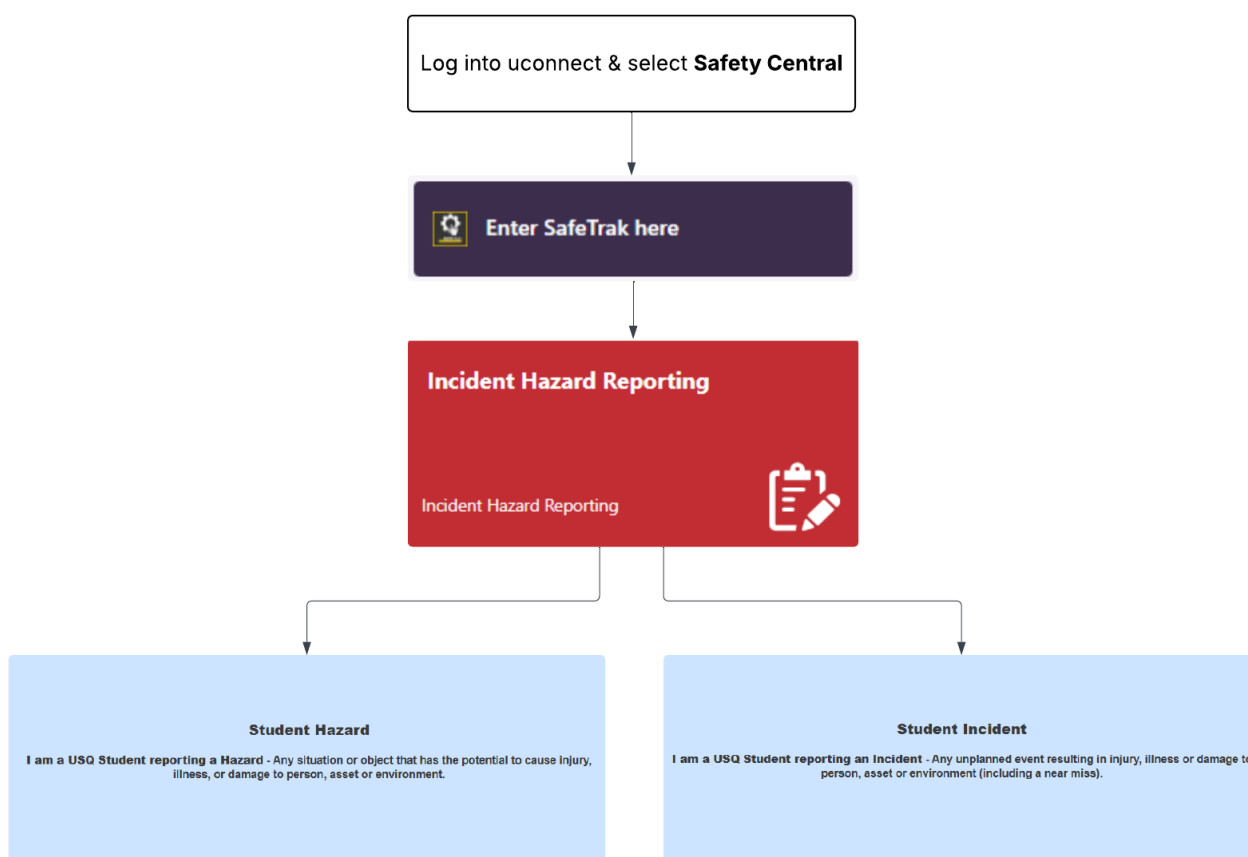 Log into uconnect & select Safety Central
Enter SafeTrak here
Incident Hazard Reporting
Incident Hazard Reporting
Student Hazard
I am a USQ Student reporting a Hazard - Any situation or object that has the potential to cause injury,
illness, or damage to person, asset or environment.
Student Incident
I am a USQ Student reporting an Incident - Any unplanned event resulting in injury, illness or damage to
person, asset or environment (including a near miss).